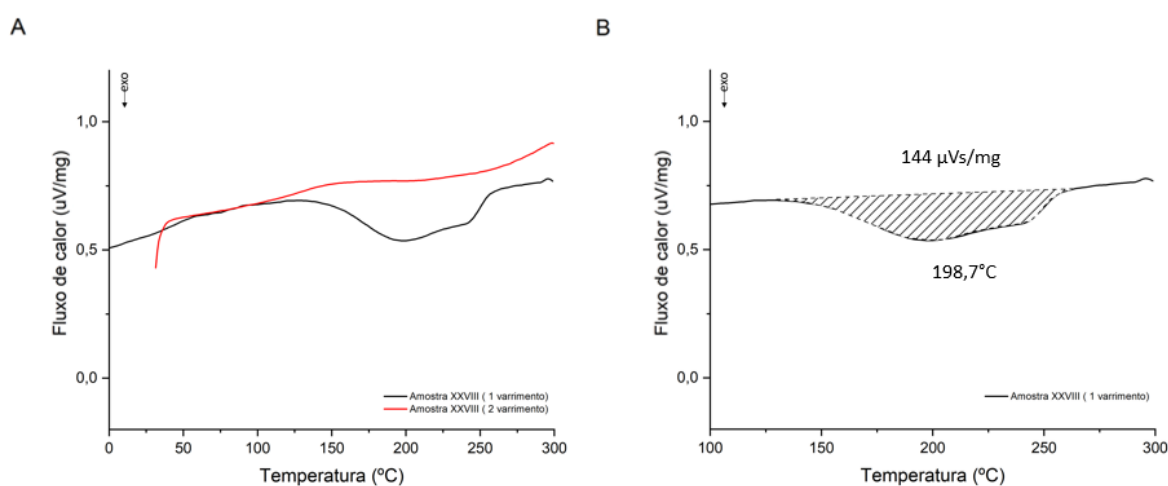 A
exo
Fluxo de calor (uV/mg)
1,0
0,5
0,0
0
50
100
150
200
250
300
Temperatura (ºC)
Amostra XXVIII ( 1 varrimento)
Amostra XXVIII ( 2 varrimento)
B
exo
Fluxo de calor (uV/mg)
1,0
0,5
0,0
144 µVs/mg
198,7°C
100
150
200
250
300
Temperatura (ºC)
Amostra XXVIII ( 1 varrimento)